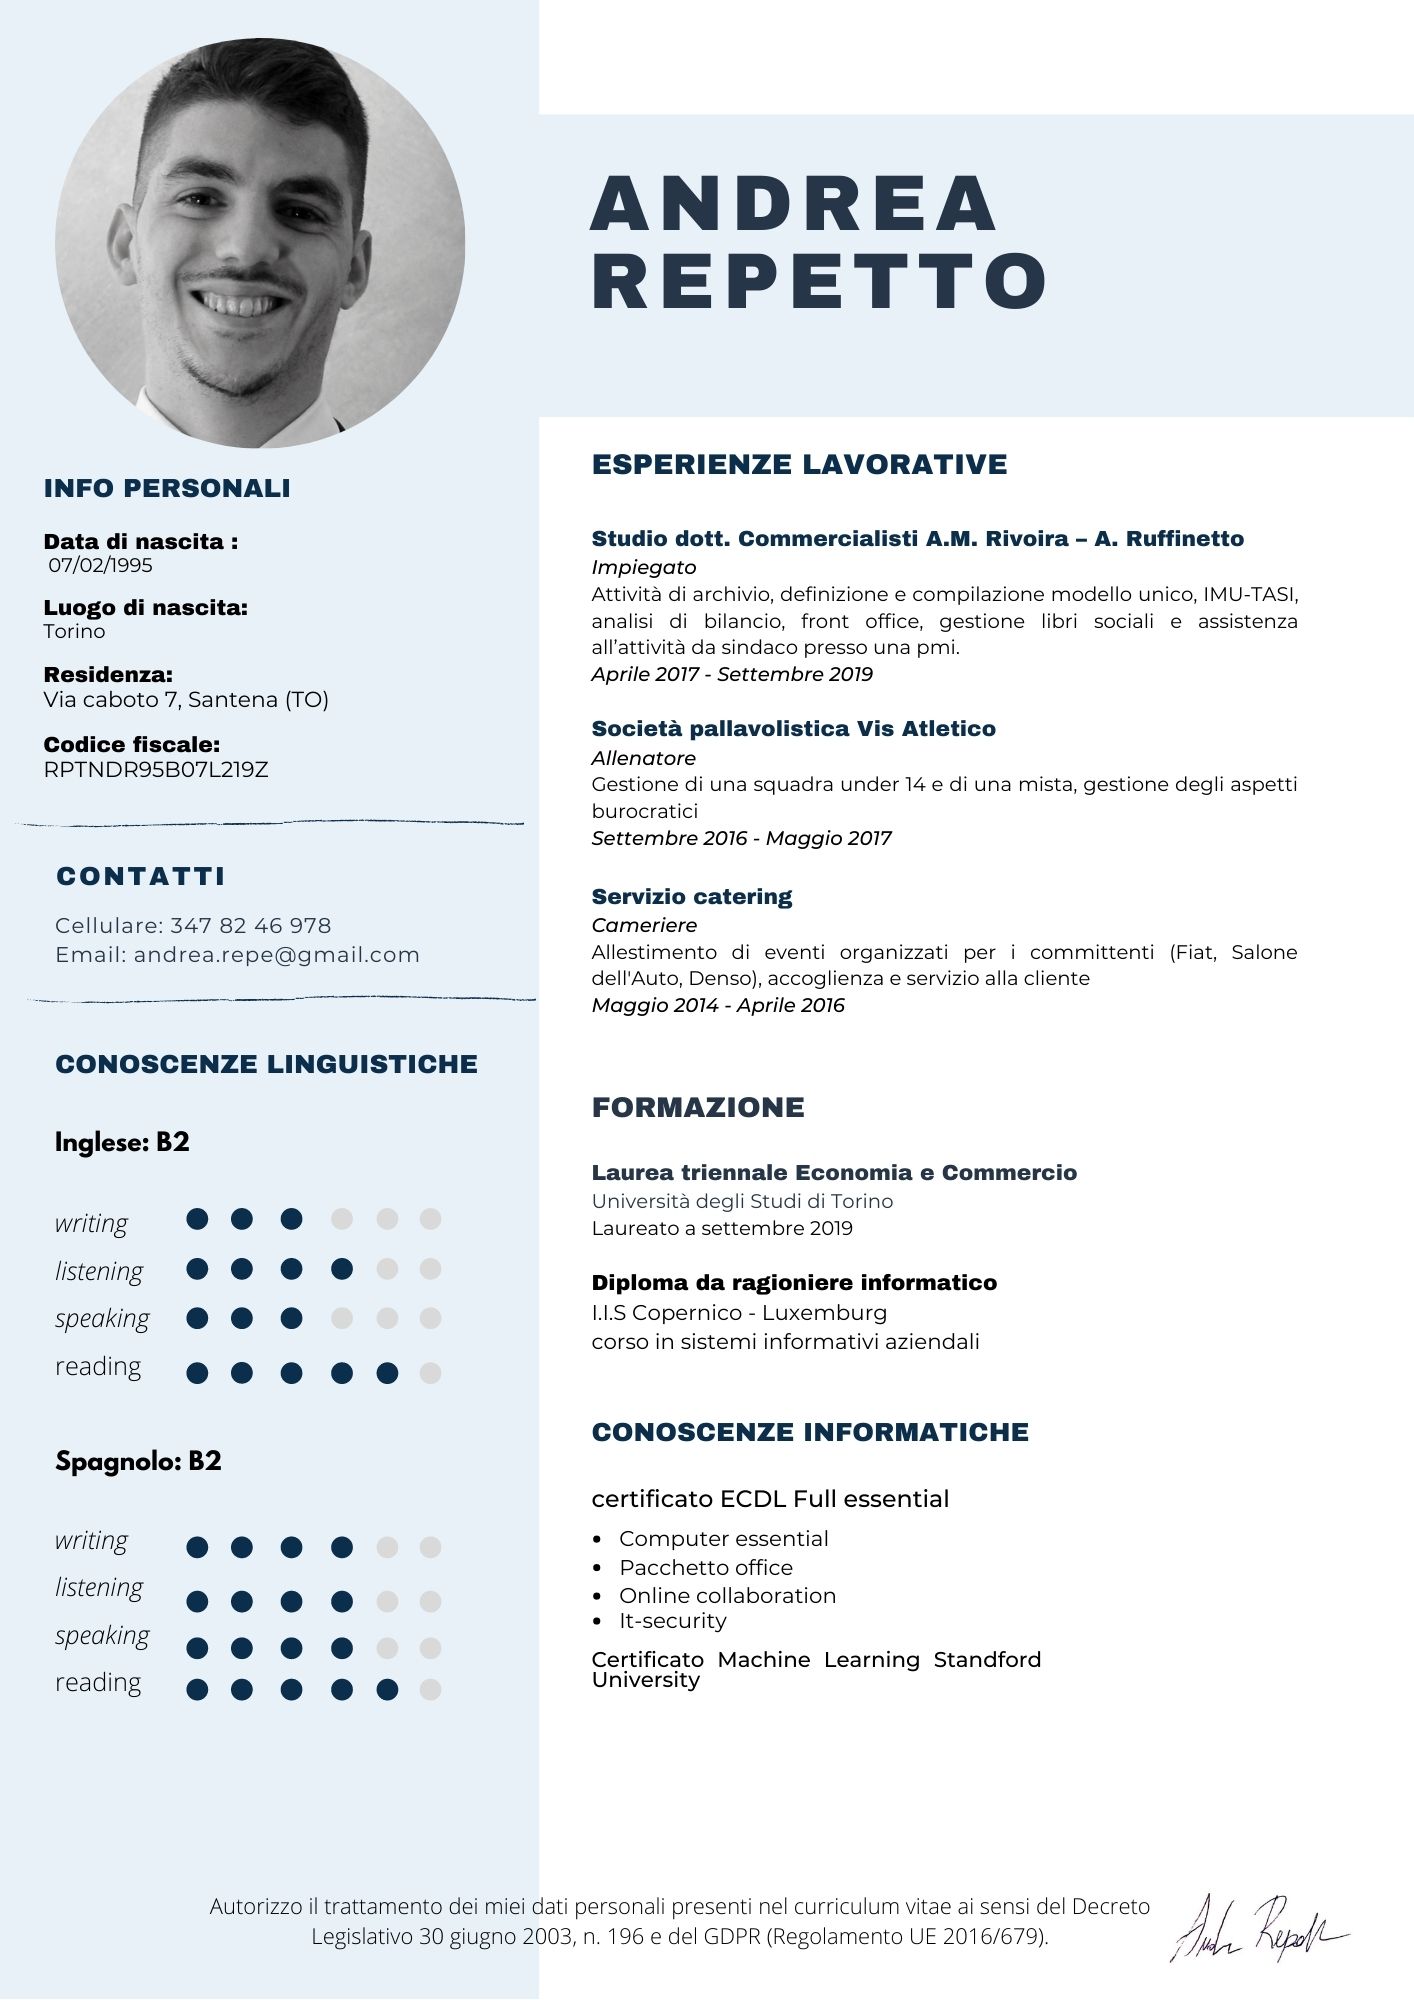 ANDREA
REPETTO
INFO PERSONALI
Data di nascita :
07/02/1995
Luogo di nascita:
Torino
Residenza:
Via caboto 7, Santena (TO)
Codice fiscale:
RPTNDR95B07L219Z
CONTATTI
Cellulare: 347 82 46 978
Email: andrea.repe@gmail.com
CONOSCENZE LINGUISTICHE
Inglese: B2
writing
listening
speaking
reading
Spagnolo: B2
writing
listening
speaking
reading
ESPERIENZE LAVORATIVE
Studio dott. Commercialisti A.M. Rivoira – A. Ruffinetto
Impiegato
Attività di archivio, definizione e compilazione modello unico, IMU-TASI,
analisi di bilancio, front office, gestione libri sociali e assistenza
all’attività da sindaco presso una pmi.
Aprile 2017 - Settembre 2019
Società pallavolistica Vis Atletico
Allenatore
Gestione di una squadra under 14 e di una mista, gestione degli aspetti
burocratici
Settembre 2016 - Maggio 2017
Servizio catering
Cameriere
Allestimento di eventi organizzati per i committenti (Fiat, Salone
dell'Auto, Denso), accoglienza e servizio alla cliente
Maggio 2014 - Aprile 2016
FORMAZIONE
Laurea triennale Economia e Commercio
Università degli Studi di Torino
Laureato a settembre 2019
Diploma da ragioniere informatico
I.I.S Copernico - Luxemburg
corso in sistemi informativi aziendali
CONOSCENZE INFORMATICHE
certificato ECDL Full essential
• Computer essential
• Pacchetto office
• Online collaboration
• It-security
Certificato Machine Learning Standford
University
Autorizzo il trattamento dei miei dati personali presenti nel curriculum vitae ai sensi del Decreto
Legislativo 30 giugno 2003, n. 196 e del GDPR (Regolamento UE 2016/679).